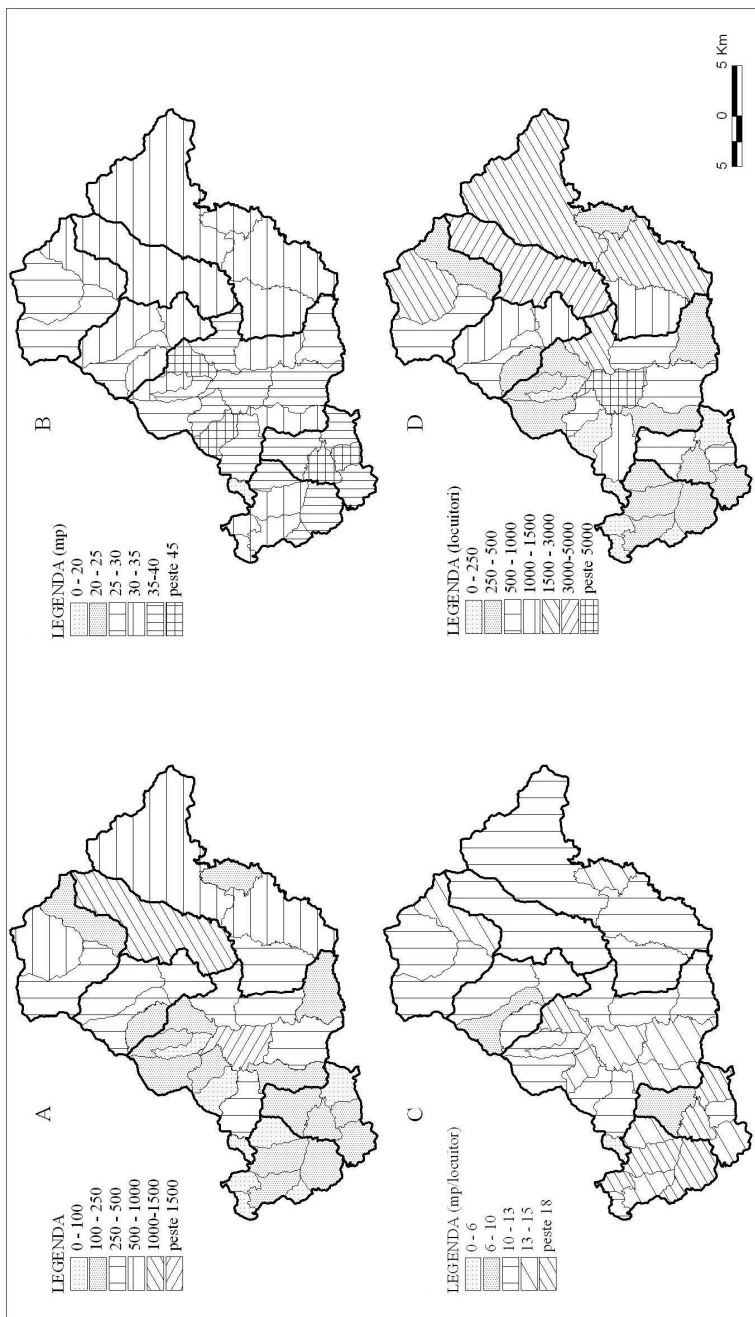 A
LEGENDA
0 - 100
100 - 250
250 - 500
500 - 1000
1000-1500
peste 1500
B
LEGENDA (mp)
0 - 20
20 - 25
25 - 30
30 - 35
35-40
peste 45
C
LEGENDA (mp/locuitor)
0 - 6
6 - 10
10 - 13
13 - 15
peste 18
D
LEGENDA (locuitori)
0 - 250
250 - 500
500 - 1000
1000 - 1500
1500 - 3000
3000-5000
peste 5000
5 0 5 Km